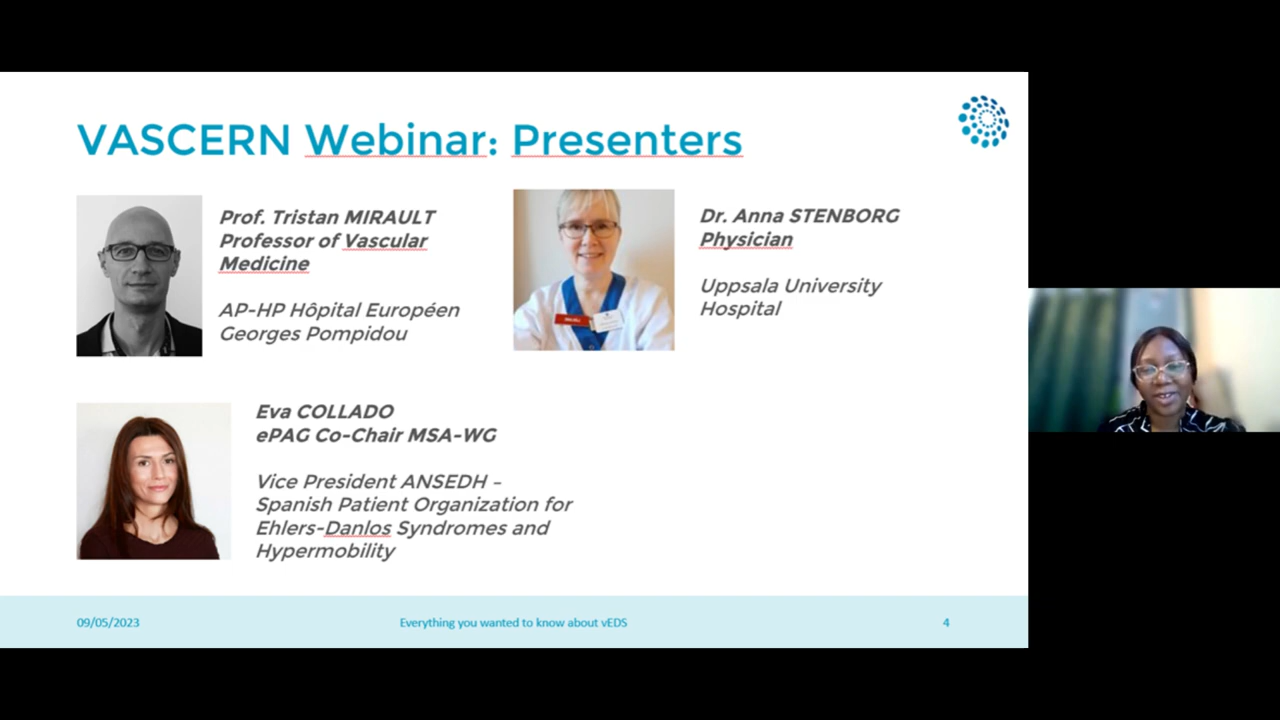 VASCERN Webinar: Presenters
Prof. Tristan MIRAULT
Professor of Vascular
Medicine
AP-HP Hôpital Européen
Georges Pompidou
Dr. Anna STENBORG
Physician
Uppsala University
Hospital
Eva COLLADO
ePAG Co-Chair MSA-WG
Vice President ANSEDH –
Spanish Patient Organization for
Ehlers-Danlos Syndromes and
Hypermobility
09/05/2023
Everything you wanted to know about vEDS
4